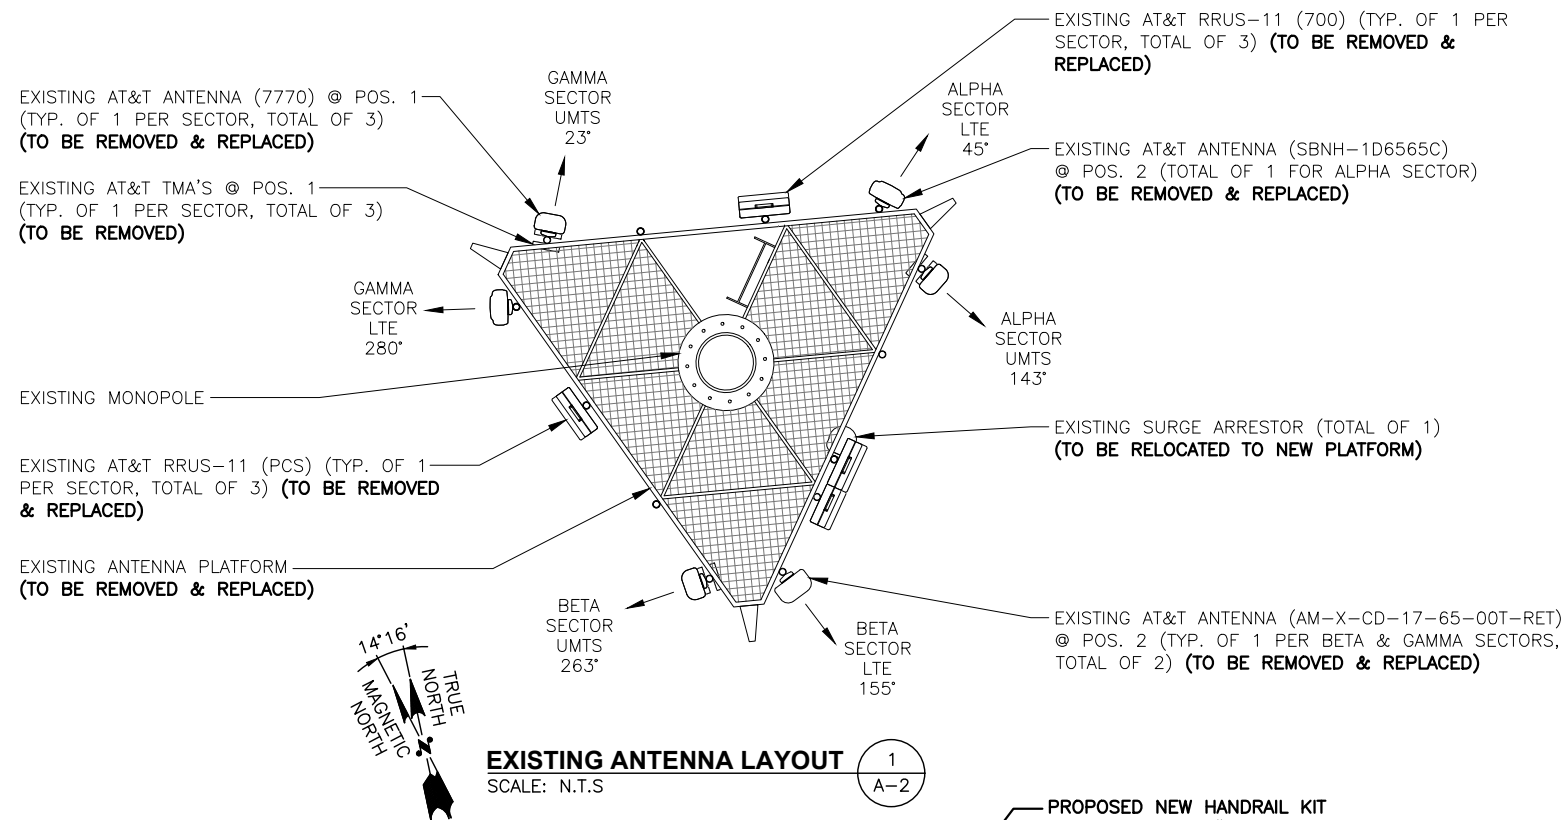 EXISTING AT&T RRUS-11 (700) (TYP. OF 1 PER
SECTOR, TOTAL OF 3) (TO BE REMOVED &
REPLACED)
GAMMA
SECTOR
UMTS
23°
ALPHA
SECTOR
LTE
45°
EXISTING AT&T ANTENNA (7770) @ POS. 1
(TYP. OF 1 PER SECTOR, TOTAL OF 3)
(TO BE REMOVED & REPLACED)
EXISTING AT&T ANTENNA (SBNH-1D6565C)
@ POS. 2 (TOTAL OF 1 FOR ALPHA SECTOR)
(TO BE REMOVED & REPLACED)
EXISTING AT&T TMA'S @ POS. 1
(TYP. OF 1 PER SECTOR, TOTAL OF 3)
(TO BE REMOVED)
GAMMA
SECTOR
LTE
280°
ALPHA
SECTOR
UMTS
143°
EXISTING MONOPOLE
EXISTING SURGE ARRESTOR (TOTAL OF 1)
(TO BE RELOCATED TO NEW PLATFORM)
EXISTING AT&T RRUS-11 (PCS) (TYP. OF 1
PER SECTOR, TOTAL OF 3) (TO BE REMOVED
& REPLACED)
EXISTING ANTENNA PLATFORM
(TO BE REMOVED & REPLACED)
BETA
SECTOR
UMTS
263°
BETA
SECTOR
LTE
155°
EXISTING AT&T ANTENNA (AM-X-CD-17-65-00T-RET)
@ POS. 2 (TYP. OF 1 PER BETA & GAMMA SECTORS,
TOTAL OF 2) (TO BE REMOVED & REPLACED)
14°16'
TRUE
NORTH
MAGNETIC
NORTH
N
EXISTING ANTENNA LAYOUT
SCALE: N.T.S
1
A-2
PROPOSED NEW HANDRAIL KIT